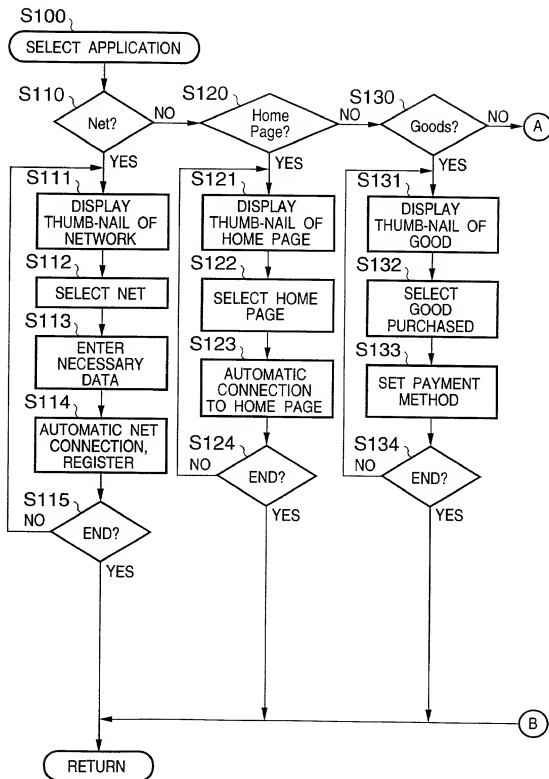 S100
SELECT APPLICATION
S110
Net?
NO
YES
S120
Home
Page?
NO
YES
S130
Goods?
NO
A
YES
S111
DISPLAY
THUMB-NAIL OF
NETWORK
S112
SELECT NET
S113
ENTER
NECESSARY
DATA
S114
AUTOMATIC NET
CONNECTION,
REGISTER
S115
END?
NO
YES
S121
DISPLAY
THUMB-NAIL OF
HOME PAGE
S122
SELECT HOME
PAGE
S123
AUTOMATIC
CONNECTION
TO HOME PAGE
S124
END?
NO
YES
S131
DISPLAY
THUMB-NAIL OF
GOOD
S132
SELECT
GOOD
PURCHASED
S133
SET PAYMENT
METHOD
S134
END?
NO
YES
B
RETURN